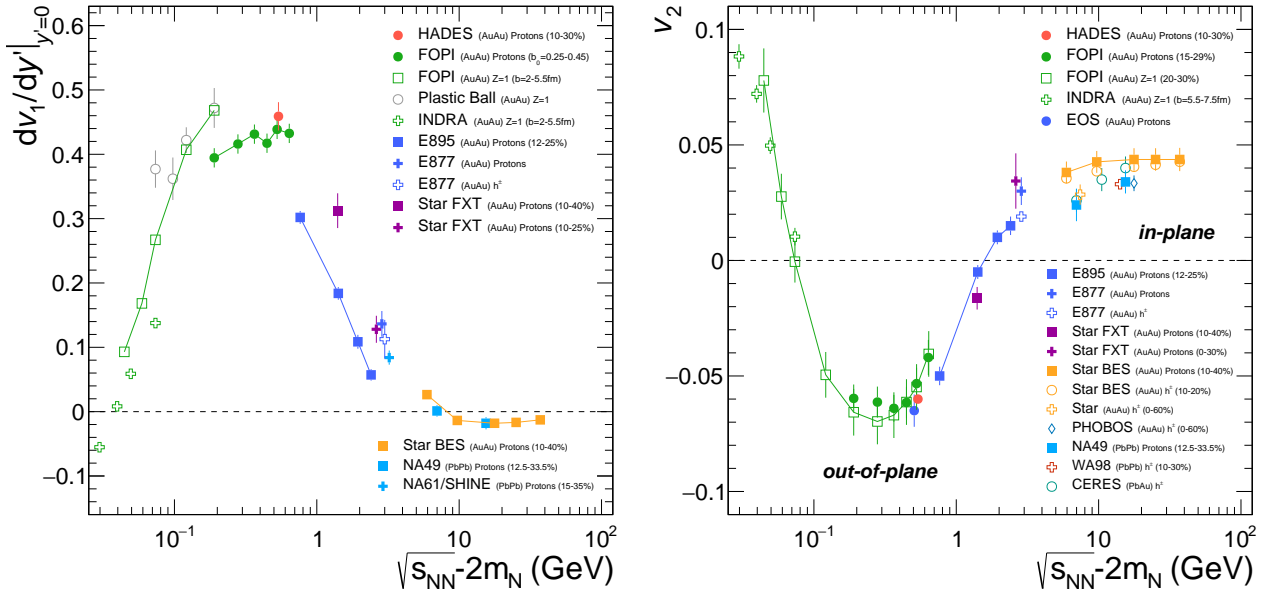 dv₁/dy'|y'=0
0.6
0.5
0.4
0.3
0.2
0.1
0
−0.1
HADES (AuAu) Protons (10-30%)
FOPI (AuAu) Protons (b₀=0.25-0.45)
FOPI (AuAu) Z=1 (b=2-5.5fm)
Plastic Ball (AuAu) Z=1
INDRA (AuAu) Z=1 (b=2-5.5fm)
E895 (AuAu) Protons (12-25%)
E877 (AuAu) Protons
E877 (AuAu) h±
Star FXT (AuAu) Protons (10-40%)
Star FXT (AuAu) Protons (10-25%)
Star BES (AuAu) Protons (10-40%)
NA49 (PbPb) Protons (12.5-33.5%)
NA61/SHINE (PbPb) Protons (15-35%)
10⁻¹ 1 10 10²
√sNN-2mN (GeV)
v₂
0.1
0.05
0
−0.05
−0.1
HADES (AuAu) Protons (10-30%)
FOPI (AuAu) Protons (15-29%)
FOPI (AuAu) Z=1 (20-30%)
INDRA (AuAu) Z=1 (b=5.5-7.5fm)
EOS (AuAu) Protons
in-plane
out-of-plane
E895 (AuAu) Protons (12-25%)
E877 (AuAu) Protons
E877 (AuAu) h±
Star FXT (AuAu) Protons (10-40%)
Star FXT (AuAu) Protons (0-30%)
Star BES (AuAu) Protons (10-40%)
Star BES (AuAu) h± (10-20%)
Star (AuAu) h± (0-60%)
PHOBOS (AuAu) h± (0-60%)
NA49 (PbPb) Protons (12.5-33.5%)
WA98 (PbPb) h± (10-30%)
CERES (PbAu) h±
10⁻¹ 1 10 10²
√sNN-2mN (GeV)